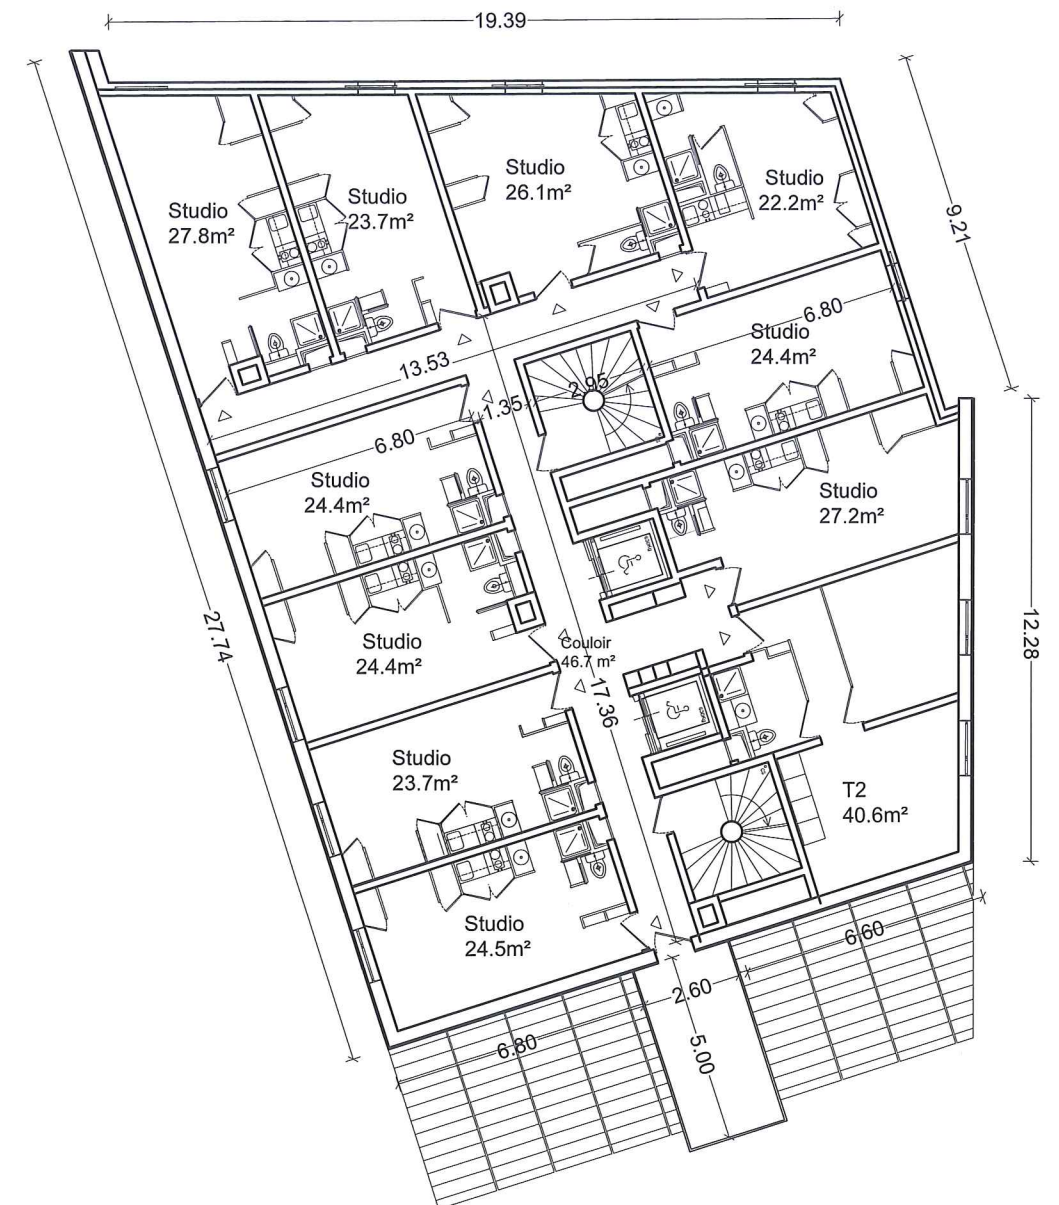 19.39
Studio
27.8m²
Studio
23.7m²
Studio
26.1m²
Studio
22.2m²
9.21
6.80
Studio
24.4m²
13.53
2.95
1.35
6.80
Studio
24.4m²
Studio
27.2m²
27.74
Studio
24.4m²
Couloir
46.7 m²
12.28
17.36
Studio
23.7m²
T2
40.6m²
Studio
24.5m²
6.60
2.60
6.80
5.00